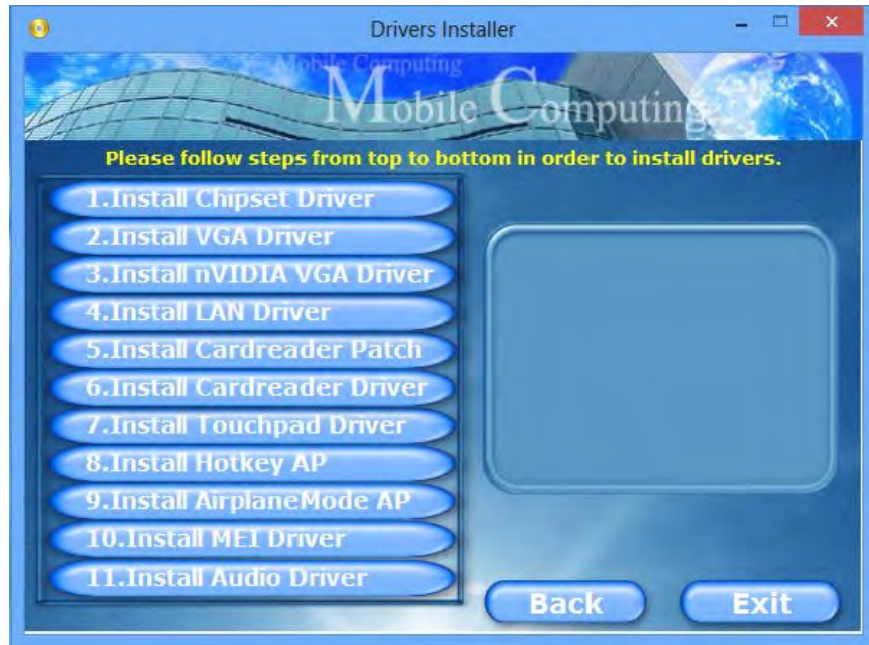 Drivers Installer
Mobile Computing
Mobile Computing
Please follow steps from top to bottom in order to install drivers.
1.Install Chipset Driver
2.Install VGA Driver
3.Install nVIDIA VGA Driver
4.Install LAN Driver
5.Install Cardreader Patch
6.Install Cardreader Driver
7.Install Touchpad Driver
8.Install Hotkey AP
9.Install AirplaneMode AP
10.Install MEI Driver
11.Install Audio Driver
Back
Exit